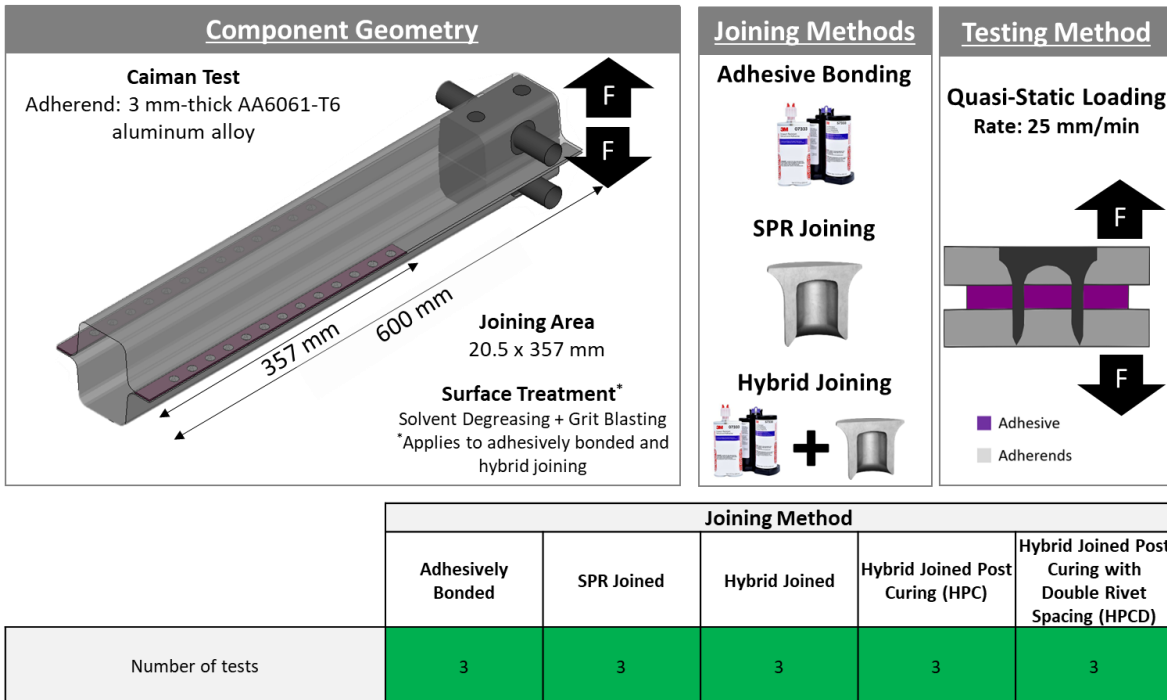 Component Geometry
Caiman Test
Adherend: 3 mm-thick AA6061-T6
aluminum alloy
F
F
357 mm
600 mm
Joining Area
20.5 x 357 mm
Surface Treatment*
Solvent Degreasing + Grit Blasting
*Applies to adhesively bonded and
hybrid joining
Joining Methods
Adhesive Bonding
SPR Joining
Hybrid Joining
Testing Method
Quasi-Static Loading
Rate: 25 mm/min
F
F
Adhesive
Adherends
Joining Method
Adhesively
Bonded
SPR Joined
Hybrid Joined
Hybrid Joined Post
Curing (HPC)
Hybrid Joined Post
Curing with
Double Rivet
Spacing (HPCD)
Number of tests
3
3
3
3
3